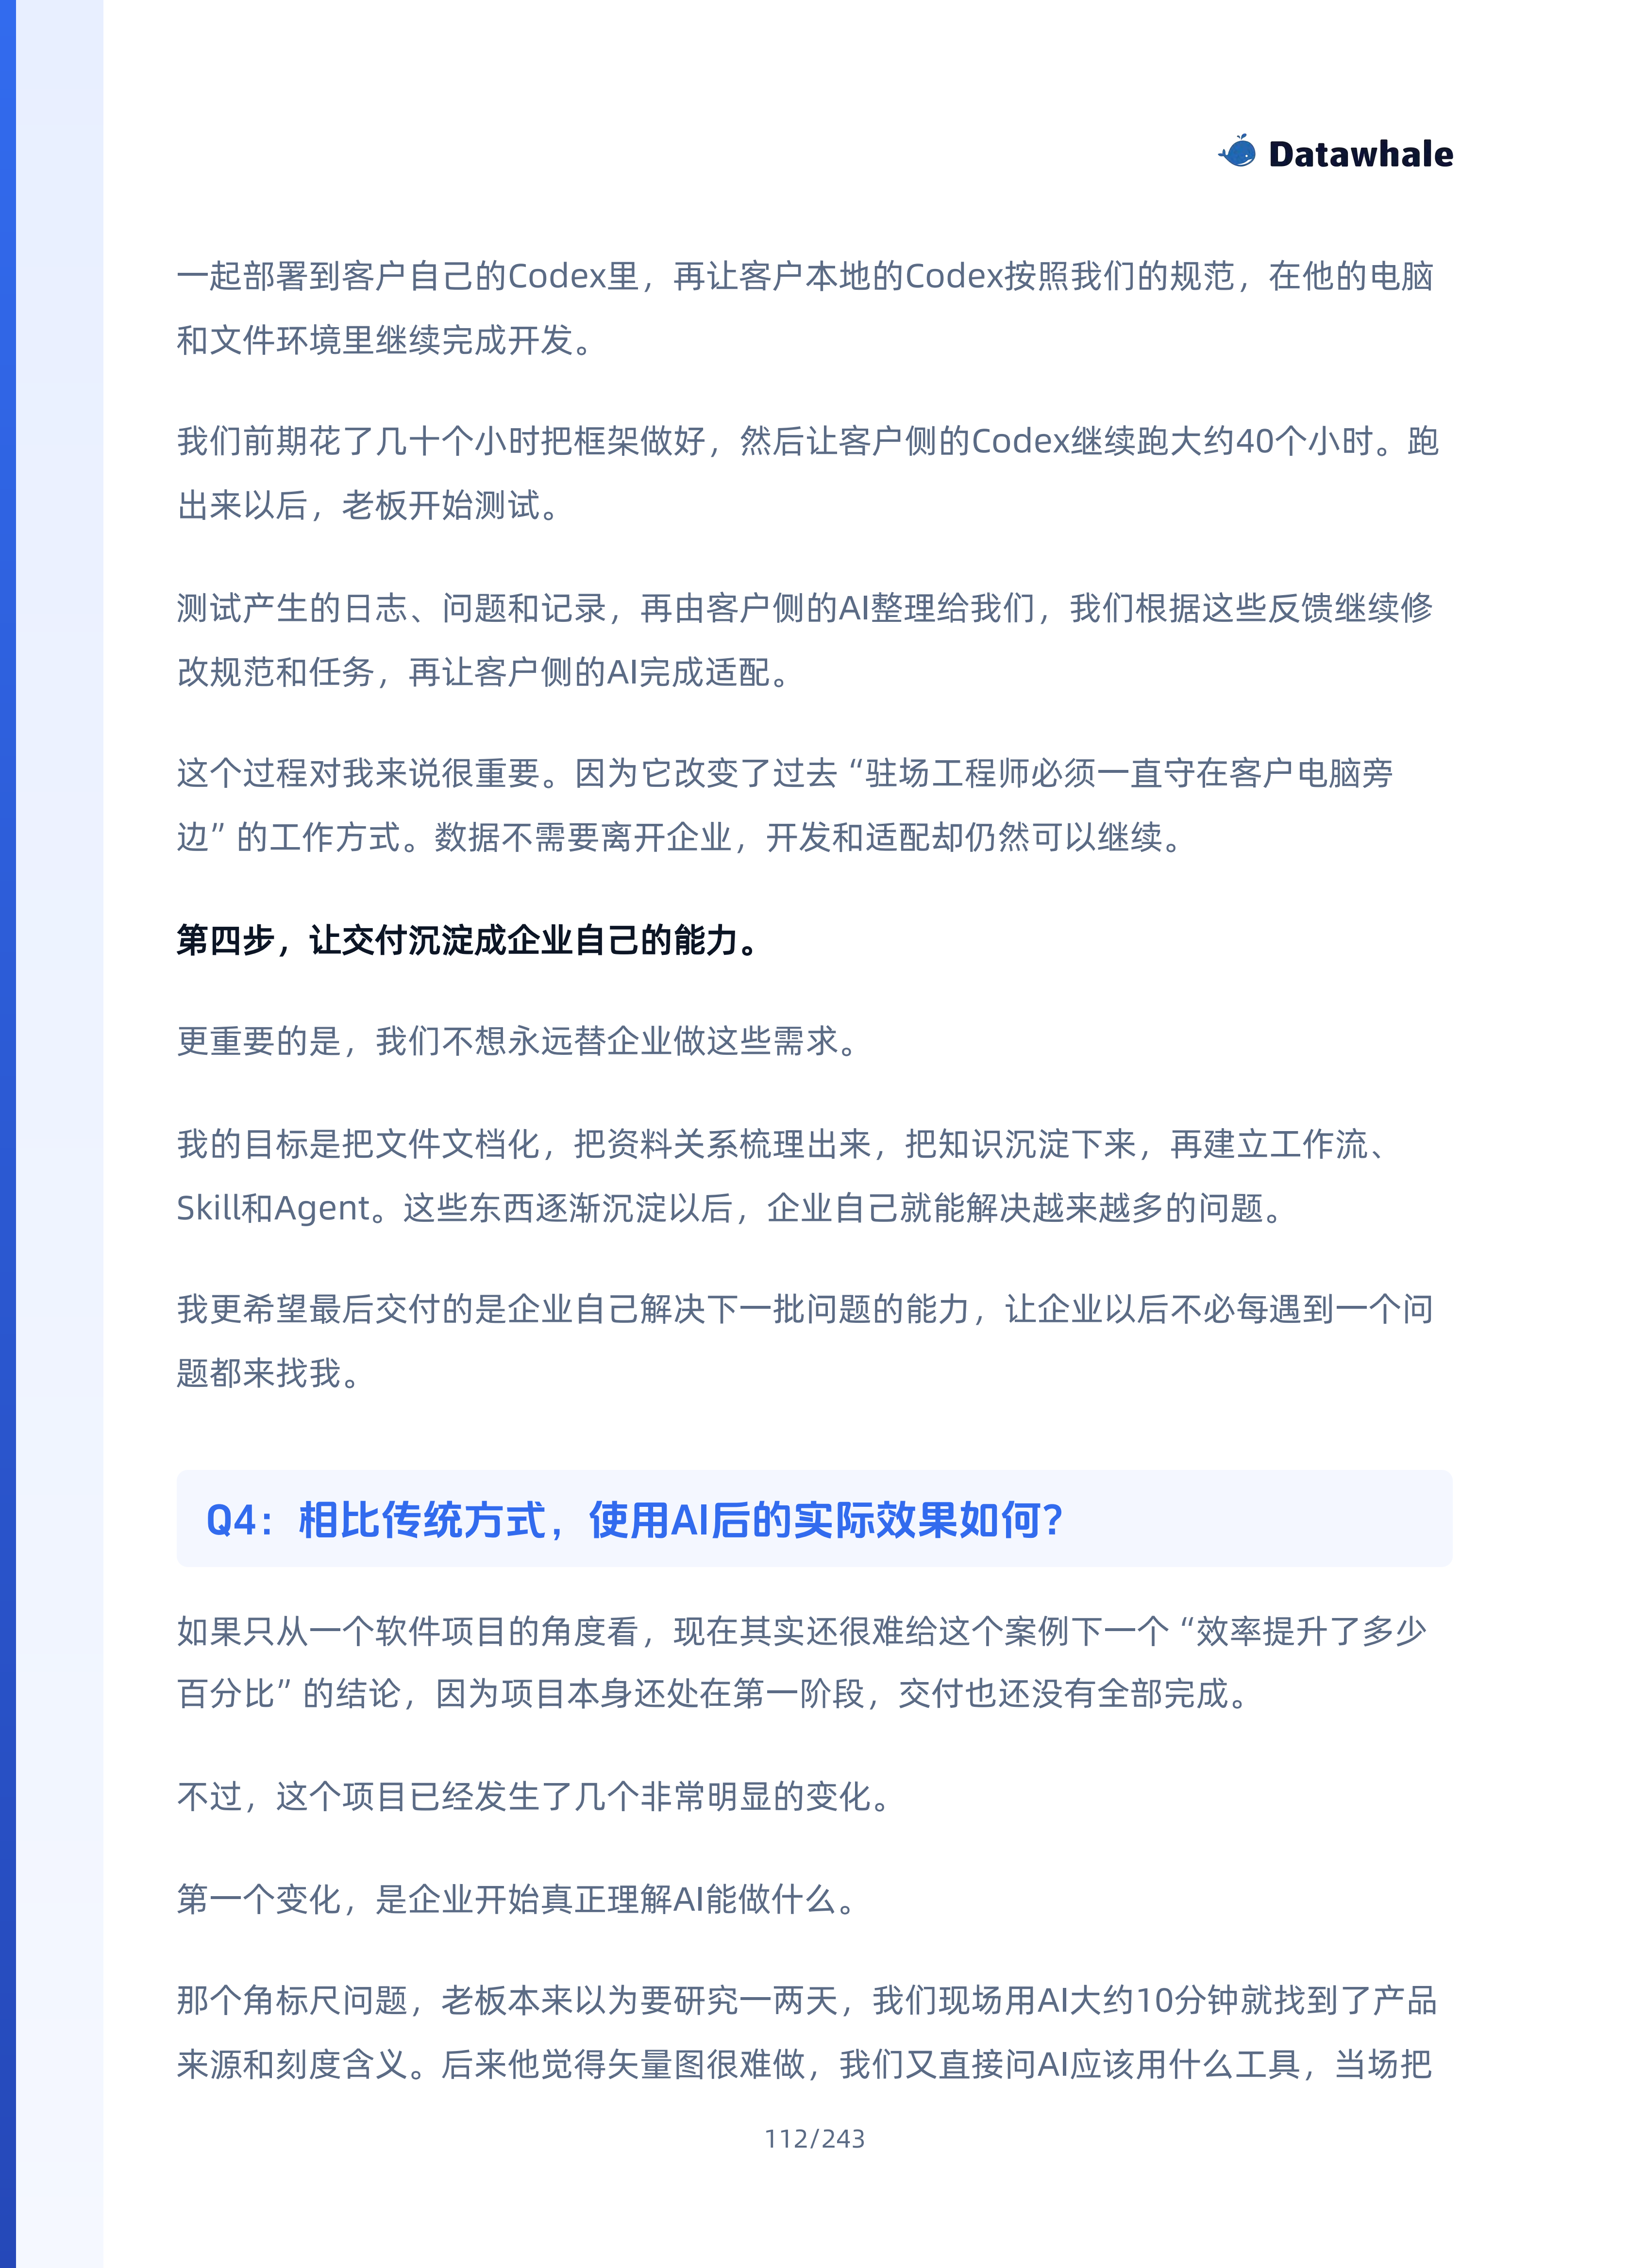 Datawhale
一起部署到客户自己的Codex里，再让客户本地的Codex按照我们的规范，在他的电脑
和文件环境里继续完成开发。
我们前期花了几十个小时把框架做好，然后让客户侧的Codex继续跑大约40个小时。跑
出来以后，老板开始测试。
测试产生的日志、问题和记录，再由客户侧的AI整理给我们，我们根据这些反馈继续修
改规范和任务，再让客户侧的AI完成适配。
这个过程对我来说很重要。因为它改变了过去“驻场工程师必须一直守在客户电脑旁
边”的工作方式。数据不需要离开企业，开发和适配却仍然可以继续。
第四步，让交付沉淀成企业自己的能力。
更重要的是，我们不想永远替企业做这些需求。
我的目标是把文件文档化，把资料关系梳理出来，把知识沉淀下来，再建立工作流、
Skill和Agent。这些东西逐渐沉淀以后，企业自己就能解决越来越多的问题。
我更希望最后交付的是企业自己解决下一批问题的能力，让企业以后不必每遇到一个问
题都来找我。
Q4：相比传统方式，使用AI后的实际效果如何？
如果只从一个软件项目的角度看，现在其实还很难给这个案例下一个“效率提升了多少
百分比”的结论，因为项目本身还处在第一阶段，交付也还没有全部完成。
不过，这个项目已经发生了几个非常明显的变化。
第一个变化，是企业开始真正理解AI能做什么。
那个角标尺问题，老板本来以为要研究一两天，我们现场用AI大约10分钟就找到了产品
来源和刻度含义。后来他觉得矢量图很难做，我们又直接问AI应该用什么工具，当场把
112/243